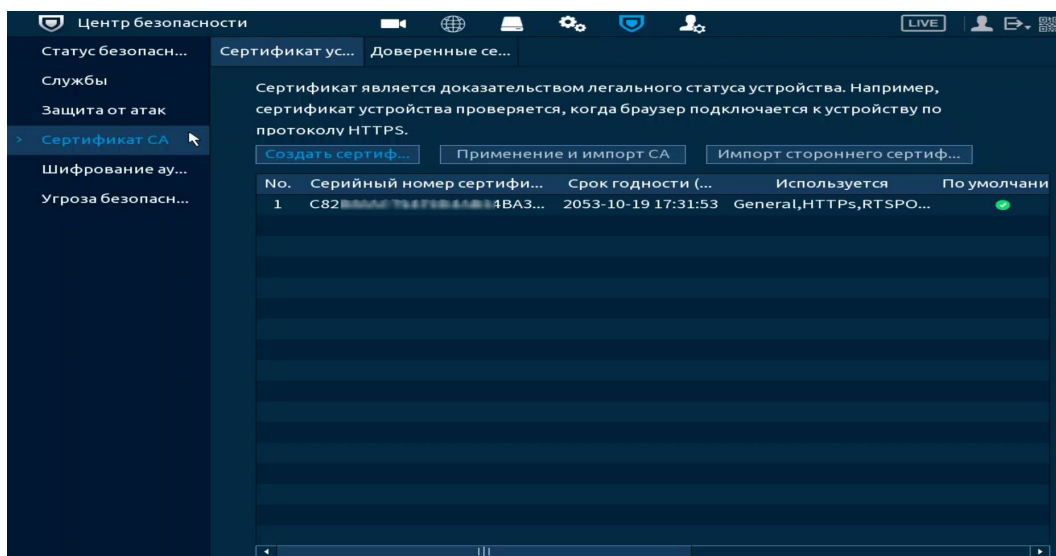 Центр безопасности
LIVE
Статус безопасн...
Сертификат ус...
Доверенные се...
Службы
Защита от атак
Сертификат CA
Шифрование ау...
Угроза безопасн...
Сертификат является доказательством легального статуса устройства. Например,
сертификат устройства проверяется, когда браузер подключается к устройству по
протоколу HTTPS.
Создать сертиф...
Применение и импорт CA
Импорт стороннего сертиф...
No. Серийный номер сертифи... Срок годности (... Используется По умолчани
1 C82 4BA3... 2053-10-19 17:31:53 General,HTTPs,RTSPO...